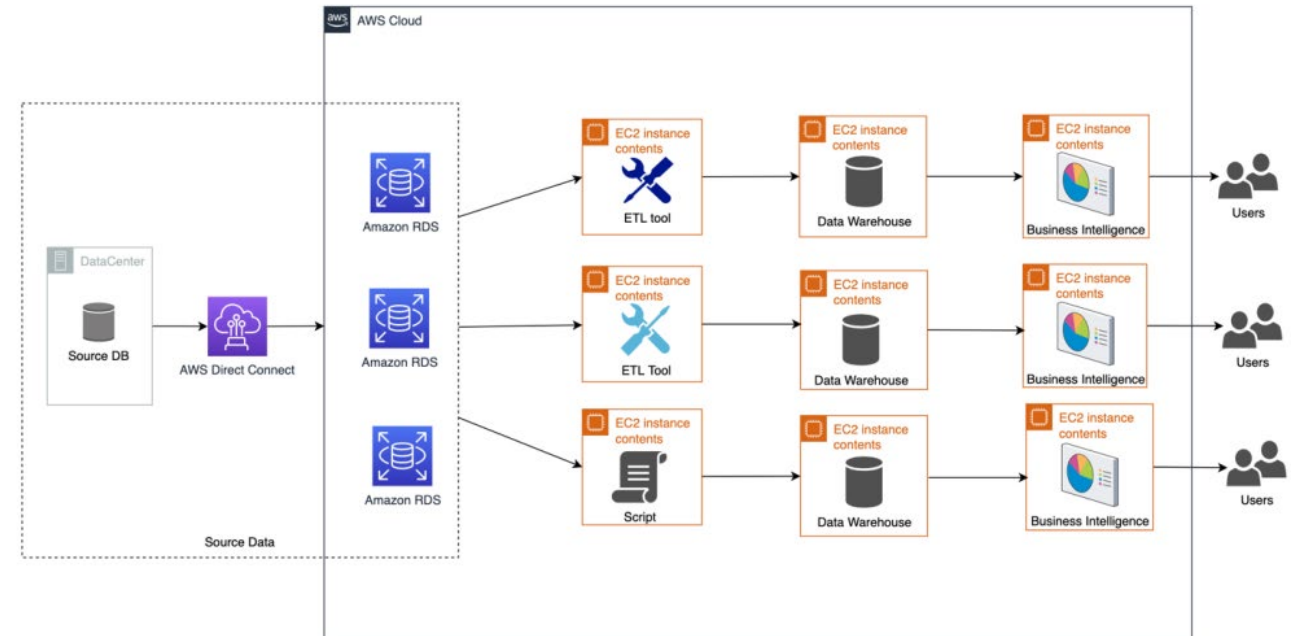 aws
AWS Cloud
DataCenter
Source DB
AWS Direct Connect
Amazon RDS
Amazon RDS
Amazon RDS
Source Data
EC2 instance
contents
ETL tool
EC2 instance
contents
Data Warehouse
EC2 instance
contents
Business Intelligence
Users
EC2 instance
contents
ETL Tool
EC2 instance
contents
Data Warehouse
EC2 instance
contents
Business Intelligence
Users
EC2 instance
contents
Script
EC2 instance
contents
Data Warehouse
EC2 instance
contents
Business Intelligence
Users